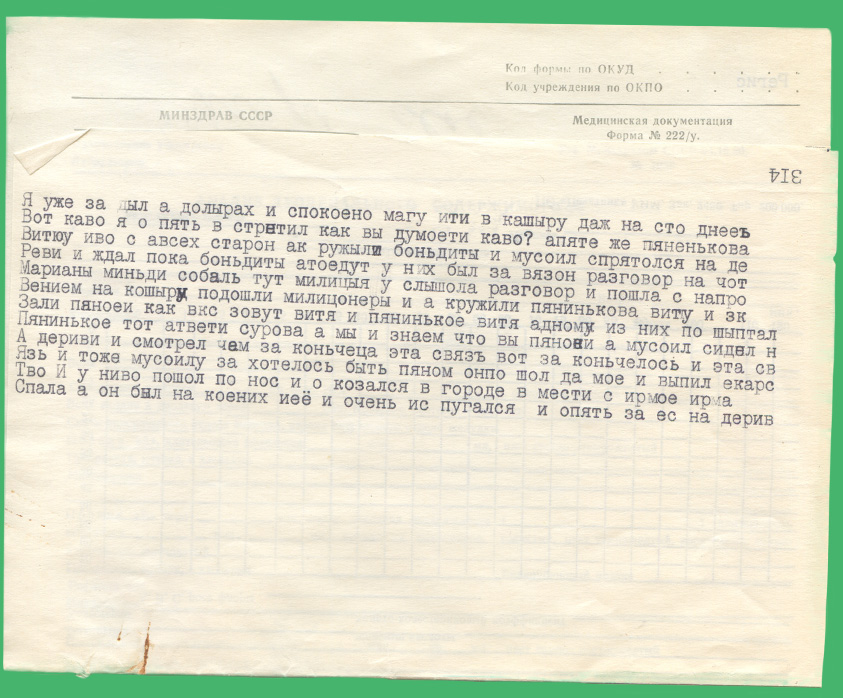 Код формы по ОКУД . . . . .
Код учреждения по ОКПО . . . . .
МИНЗДРАВ СССР
Медицинская документация
Форма № 222/у.
314
Я уже за дыл а долырах и спокоено магу ити в кашыру даж на сто днееъ
Вот каво я о пять в стрнтил как вы думоети каво? апяте же пяненькова
Витюу иво с авсех старон ак ружыли боньдиты и мусоил спрятолся на де
Реви и ждал пока боньдиты атоедут у них был за вязон разговор на чот
Марианы миньди собаль тут милицыя у слышола разговор и пошла с напро
Вением на кошыру подошли милиционеры и а кружили пянинькова виту и зк
Зали пяноеи как вкс зовут витя и пянинькое витя адному из них по шыптал
Пянинькое тот атвети сурова а мы и знаем что вы пяноеи а мусоил сидел н
А дериви и смотрел чам за коньчеца эта связъ вот за коньчелось и эта св
Язь и тоже мусоилу за хотелось быть пяном онпо шол да мое и выпил екарс
Тво И у ниво пошол по нос и о козался в городе в мести с ирмое ирма
Спала а он был на коених иеё и очень ис пугался и опять за ес на дерив